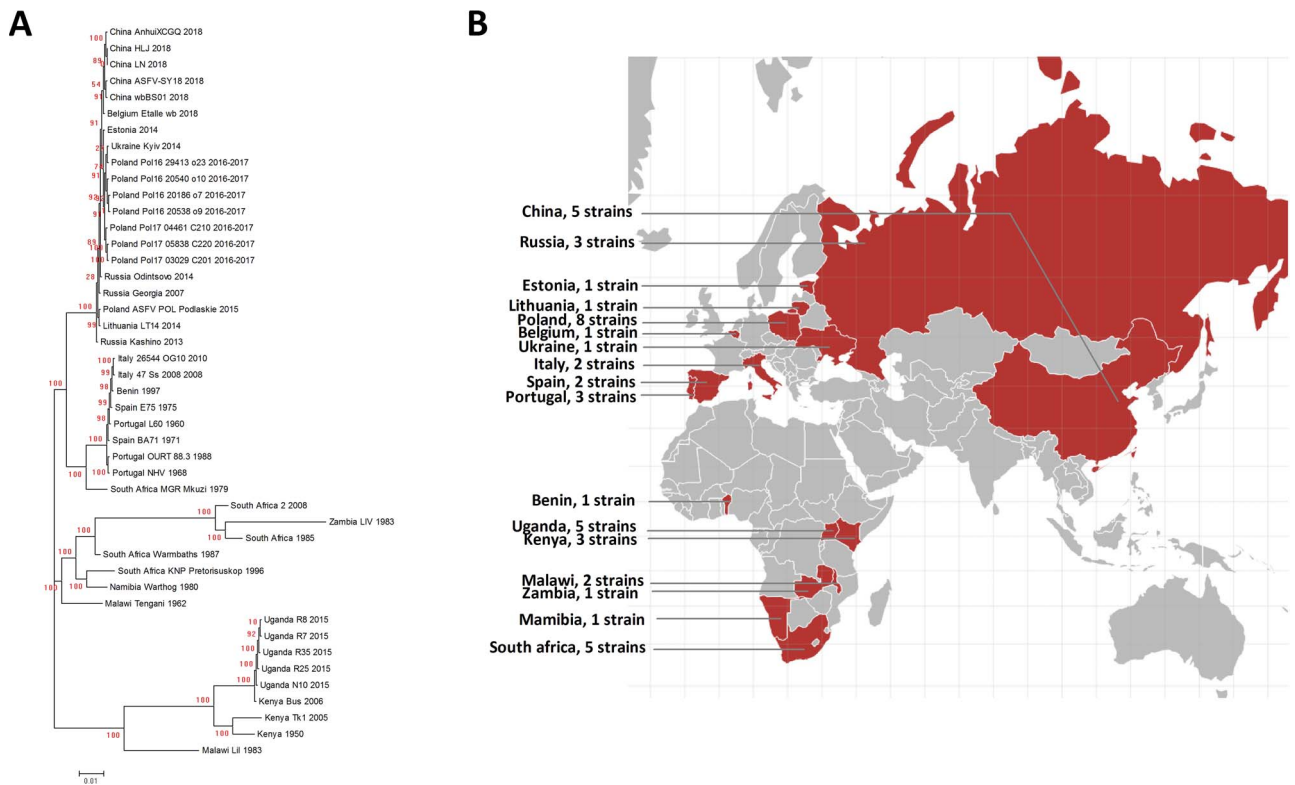 A
China AnhuiXCGQ 2018
100
China HLJ 2018
89
China LN 2018
54
China ASFV-SY18 2018
China wbBS01 2018
Belgium Etalle wb 2018
91
Estonia 2014
Ukraine Kyiv 2014
Poland Pol16 29413 o23 2016-2017
91
Poland Pol16 20540 o10 2016-2017
Poland Pol16 20186 o7 2016-2017
Poland Pol16 20538 o9 2016-2017
Poland Pol17 04461 C210 2016-2017
89
Poland Pol17 05838 C220 2016-2017
100
Poland Pol17 03029 C201 2016-2017
28
Russia Odintsovo 2014
Russia Georgia 2007
100
Poland ASFV POL Podlaskie 2015
99
Lithuania LT14 2014
Russia Kashino 2013
100
Italy 26544 OG10 2010
99
Italy 47 Ss 2008 2008
100
98
Benin 1997
99
Spain E75 1975
98
Portugal L60 1960
100
Spain BA71 1971
Portugal OURT 88.3 1988
100
100
Portugal NHV 1968
South Africa MGR Mkuzi 1979
South Africa 2 2008
100
Zambia LIV 1983
100
100
South Africa 1985
100
South Africa Warmbaths 1987
South Africa KNP Pretorisuskop 1996
100
100
Namibia Warthog 1980
Malawi Tengani 1962
10
Uganda R8 2015
92
Uganda R7 2015
100
Uganda R35 2015
100
Uganda R25 2015
100
Uganda N10 2015
100
Kenya Bus 2006
Kenya Tk1 2005
100
100
Kenya 1950
Malawi Lil 1983
0.01
B
China, 5 strains
Russia, 3 strains
Estonia, 1 strain
Lithuania, 1 strain
Poland, 8 strains
Belgium, 1 strain
Ukraine, 1 strain
Italy, 2 strains
Spain, 2 strains
Portugal, 3 strains
Benin, 1 strain
Uganda, 5 strains
Kenya, 3 strains
Malawi, 2 strains
Zambia, 1 strain
Mamibia, 1 strain
South africa, 5 strains